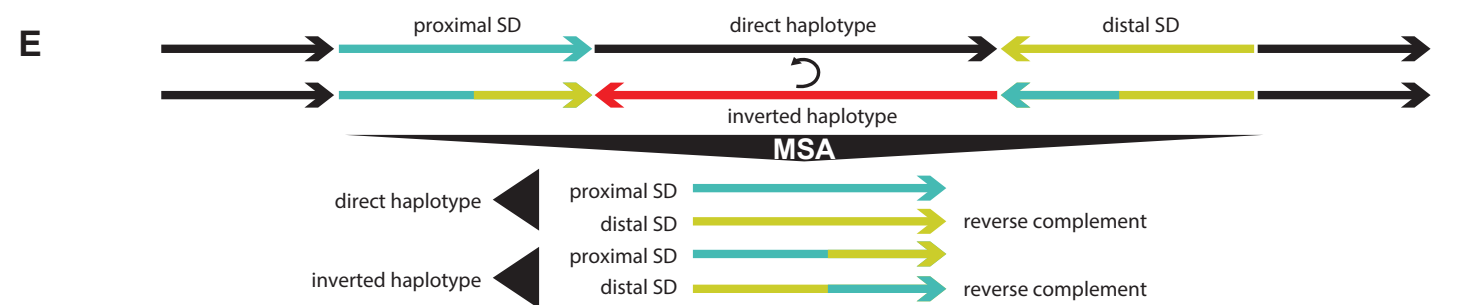 E
proximal SD
direct haplotype
distal SD
inverted haplotype
MSA
direct haplotype
proximal SD
distal SD
reverse complement
inverted haplotype
proximal SD
distal SD
reverse complement